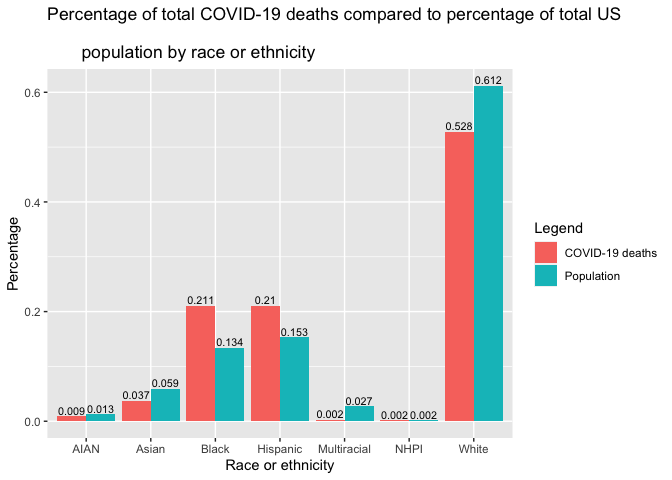 Percentage of total COVID-19 deaths compared to percentage of total US
population by race or ethnicity
0.612
0.6
0.528
Legend
0.4
COVID-19 deaths
Population
Percentage
0.211
0.21
0.2
0.153
0.134
0.059
0.037
0.027
0.009 0.013
0.002
0.002 0.002
0.0
AIAN Asian Black Hispanic Multiracial NHPI White
Race or ethnicity